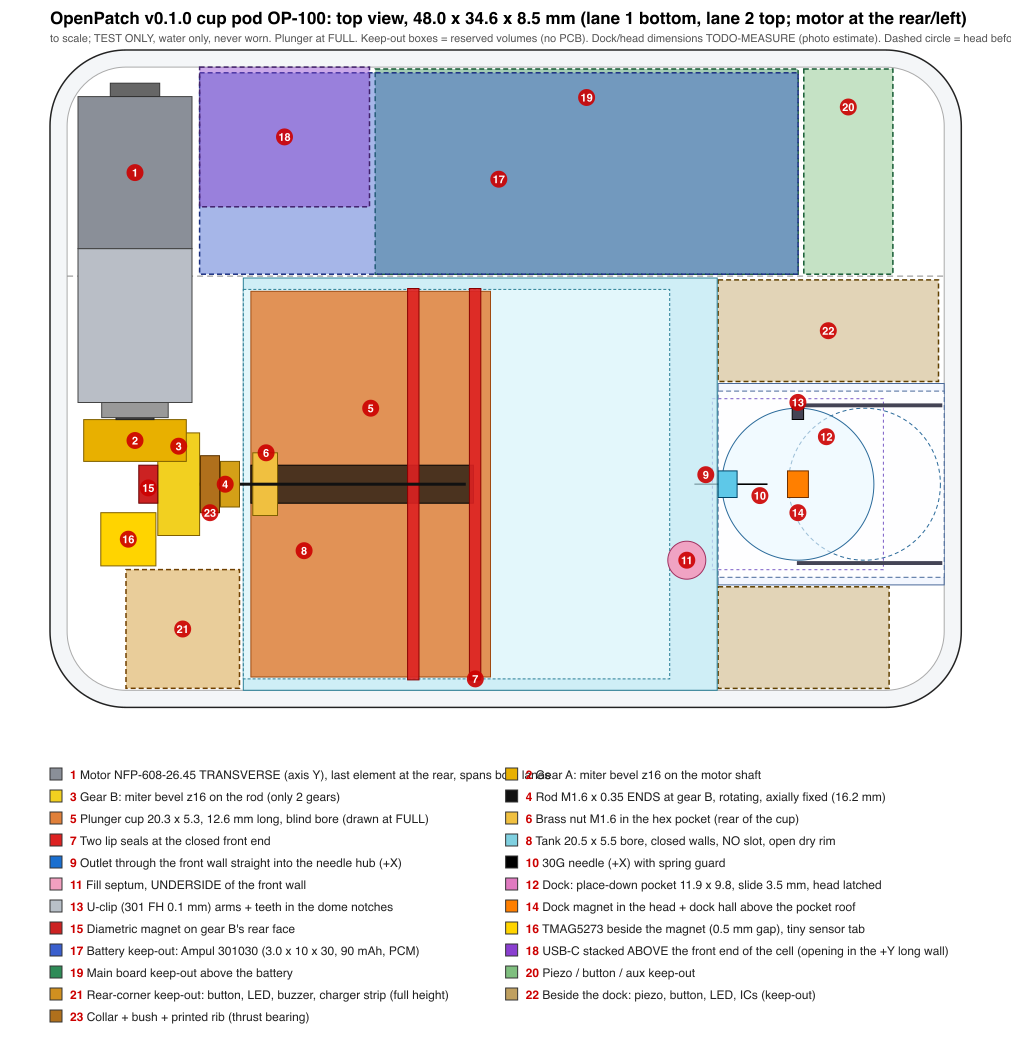 OpenPatch v0.1.0 cup pod OP-100: top view, 48.0 x 34.6 x 8.5 mm (lane 1 bottom, lane 2 top; motor at the rear/left)
to scale; TEST ONLY, water only, never worn. Plunger at FULL. Keep-out boxes = reserved volumes (no PCB). Dock/head dimensions TODO-MEASURE (photo estimate). Dashed circle = head befo
19
20
18
1
17
22
13
5
12
2
3
6
9
15
4
10
23
14
16
8
11
21
7
1 Motor NFP-608-26.45 TRANSVERSE (axis Y), last element at the rear, spans both lanes
2 Gear A: miter bevel z16 on the motor shaft
3 Gear B: miter bevel z16 on the rod (only 2 gears)
4 Rod M1.6 x 0.35 ENDS at gear B, rotating, axially fixed (16.2 mm)
5 Plunger cup 20.3 x 5.3, 12.6 mm long, blind bore (drawn at FULL)
6 Brass nut M1.6 in the hex pocket (rear of the cup)
7 Two lip seals at the closed front end
8 Tank 20.5 x 5.5 bore, closed walls, NO slot, open dry rim
9 Outlet through the front wall straight into the needle hub (+X)
10 30G needle (+X) with spring guard
11 Fill septum, UNDERSIDE of the front wall
12 Dock: place-down pocket 11.9 x 9.8, slide 3.5 mm, head latched
13 U-clip (301 FH 0.1 mm) arms + teeth in the dome notches
14 Dock magnet in the head + dock hall above the pocket roof
15 Diametric magnet on gear B's rear face
16 TMAG5273 beside the magnet (0.5 mm gap), tiny sensor tab
17 Battery keep-out: Ampul 301030 (3.0 x 10 x 30, 90 mAh, PCM)
18 USB-C stacked ABOVE the front end of the cell (opening in the +Y long wall)
19 Main board keep-out above the battery
20 Piezo / button / aux keep-out
21 Rear-corner keep-out: button, LED, buzzer, charger strip (full height)
22 Beside the dock: piezo, button, LED, ICs (keep-out)
23 Collar + bush + printed rib (thrust bearing)